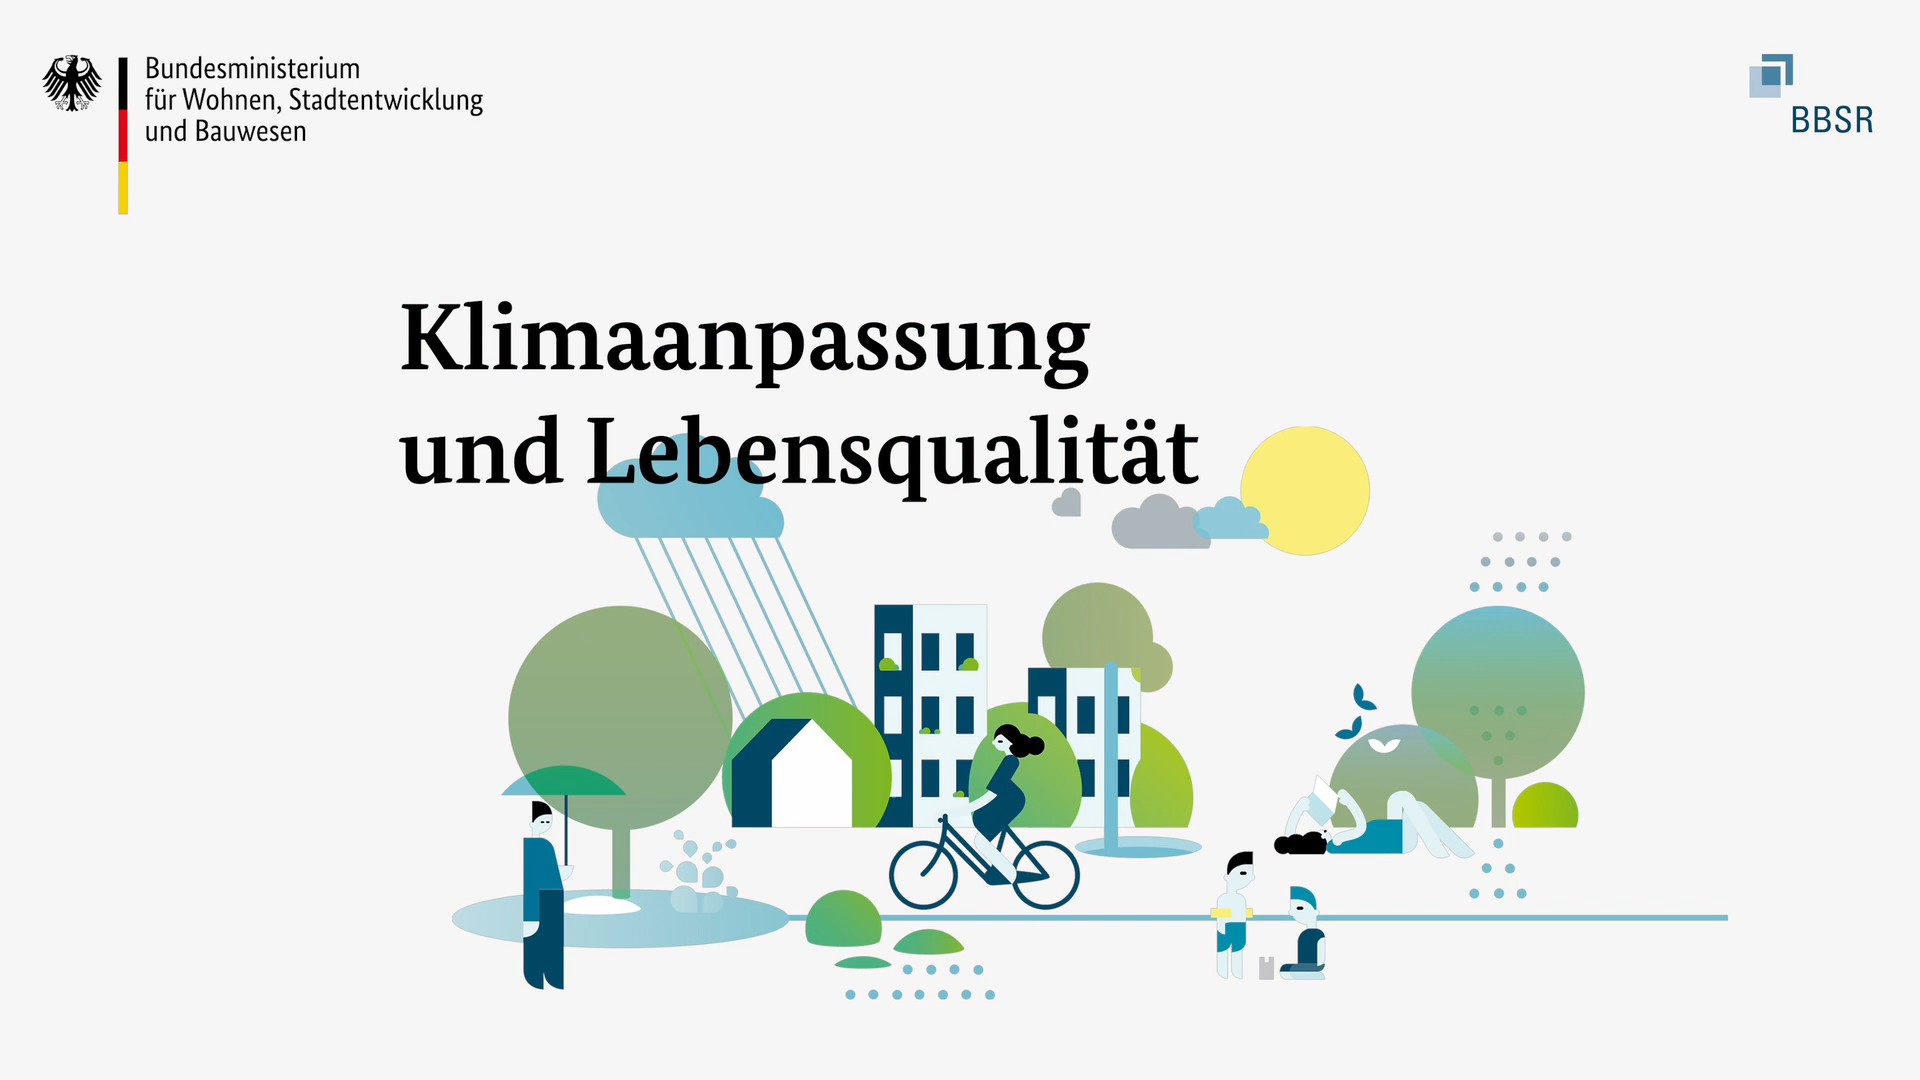 Bundesministerium
für Wohnen, Stadtentwicklung
und Bauwesen
BBSR
Klimaanpassung
und Lebensqualität